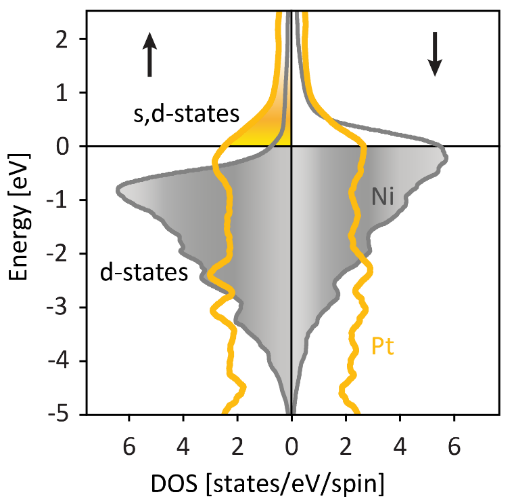 2
1
s,d-states
0
-1
Ni
-2
d-states
-3
Pt
-4
-5
Energy [eV]
6 4 2 0 2 4 6
DOS [states/eV/spin]